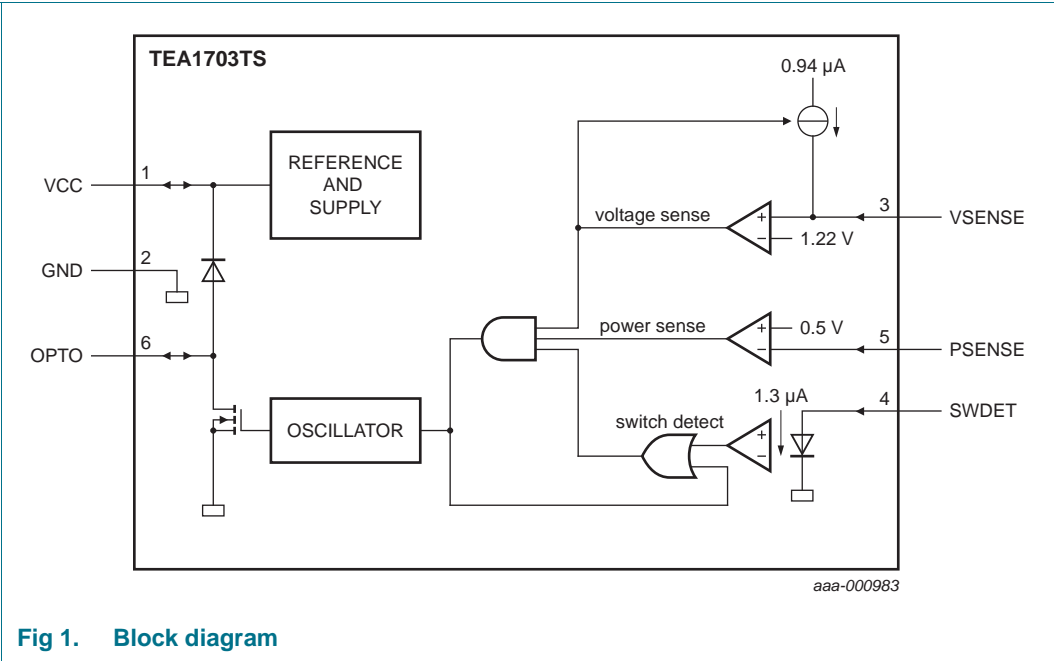 TEA1703TS
0.94 µA
REFERENCE
AND
SUPPLY
VCC
1
voltage sense
+
−
3
VSENSE
1.22 V
GND
2
power sense
+
−
0.5 V
OPTO
6
5
PSENSE
1.3 µA
4
SWDET
OSCILLATOR
switch detect
+
−
aaa-000983
Fig 1. Block diagram